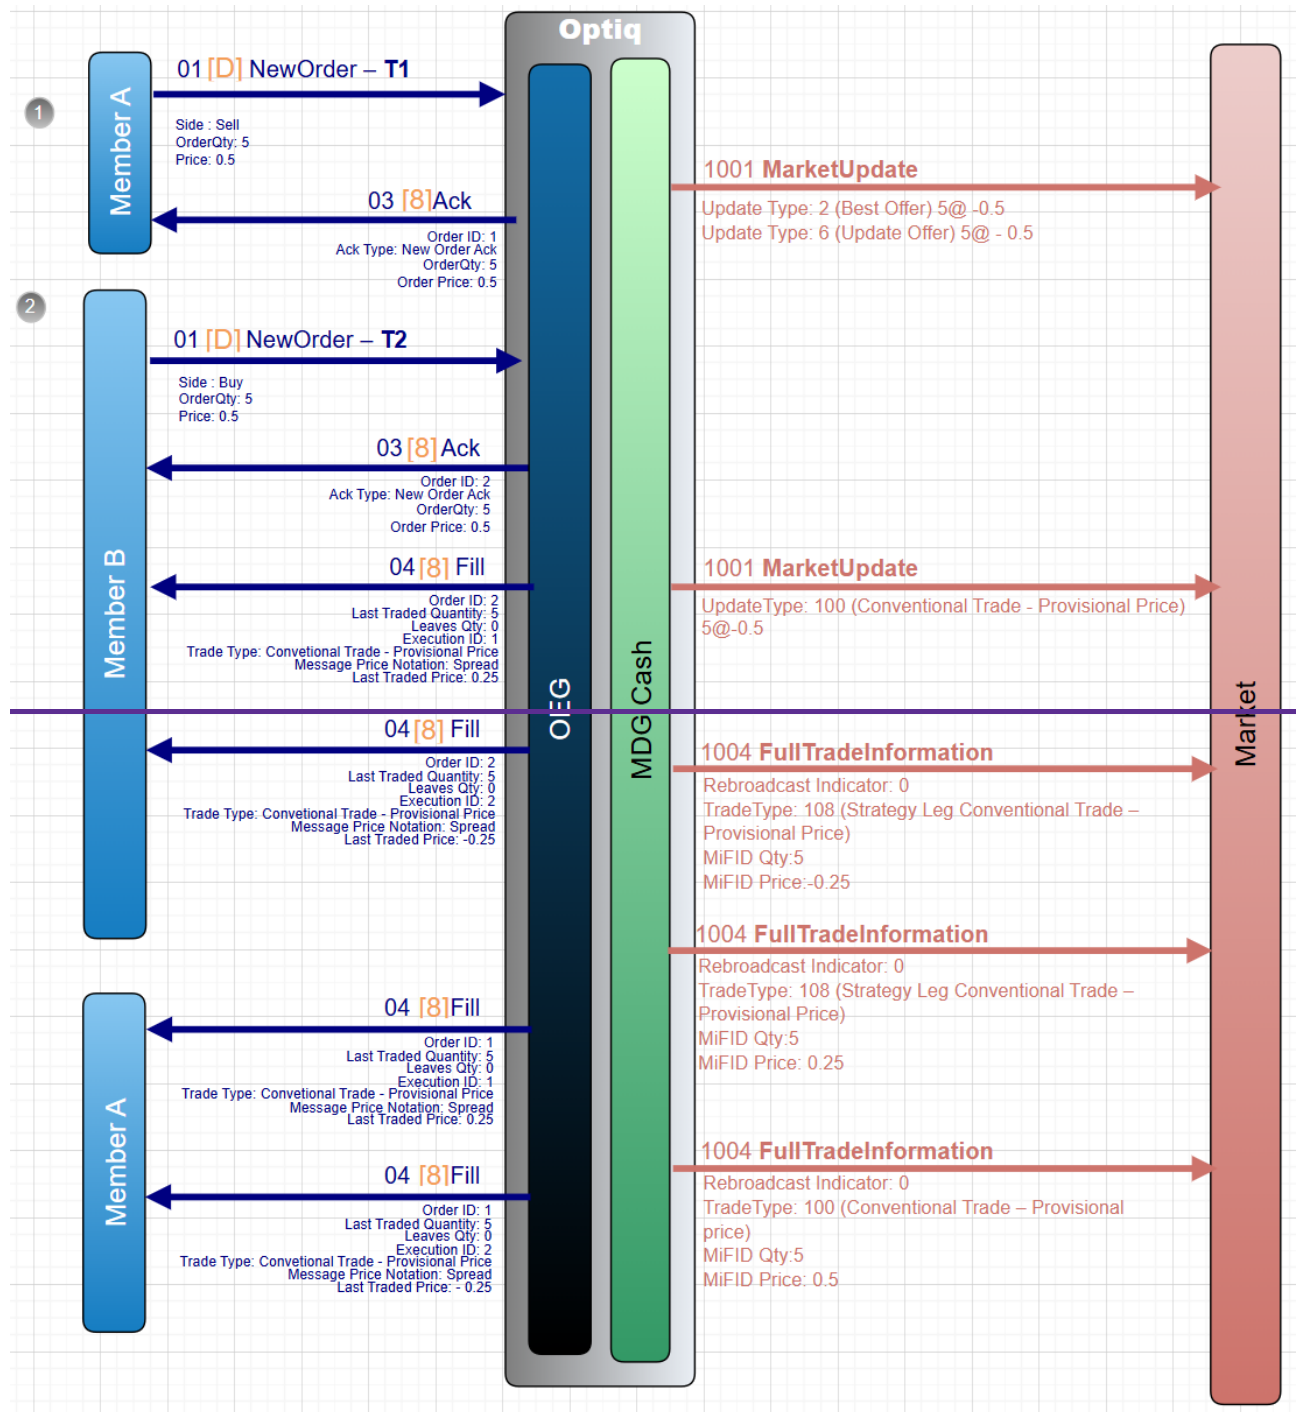 Optiq
01 [D] NewOrder – T1
1
Member A
Side : Sell
OrderQty: 5
Price: 0.5
03 [8] Ack
Order ID: 1
Ack Type: New Order Ack
OrderQty: 5
Order Price: 0.5
1001 MarketUpdate
Update Type: 2 (Best Offer) 5@ -0.5
Update Type: 6 (Update Offer) 5@ - 0.5
2
Member B
01 [D] NewOrder – T2
Side : Buy
OrderQty: 5
Price: 0.5
03 [8] Ack
Order ID: 2
Ack Type: New Order Ack
OrderQty: 5
Order Price: 0.5
04 [8] Fill
Order ID: 2
Last Traded Quantity: 5
Leaves Qty: 0
Execution ID: 1
Trade Type: Convetional Trade - Provisional Price
Message Price Notation: Spread
Last Traded Price: 0.25
1001 MarketUpdate
UpdateType: 100 (Conventional Trade - Provisional Price)
5@-0.5
OEG
MDG Cash
Market
04 [8] Fill
Order ID: 2
Last Traded Quantity: 5
Leaves Qty: 0
Execution ID: 2
Trade Type: Convetional Trade - Provisional Price
Message Price Notation: Spread
Last Traded Price: -0.25
1004 FullTradeInformation
Rebroadcast Indicator: 0
TradeType: 108 (Strategy Leg Conventional Trade –
Provisional Price)
MiFID Qty:5
MiFID Price:-0.25
1004 FullTradeInformation
Rebroadcast Indicator: 0
TradeType: 108 (Strategy Leg Conventional Trade –
Provisional Price)
MiFID Qty:5
MiFID Price: 0.25
Member A
04 [8] Fill
Order ID: 1
Last Traded Quantity: 5
Leaves Qty: 0
Execution ID: 1
Trade Type: Convetional Trade - Provisional Price
Message Price Notation: Spread
Last Traded Price: 0.25
04 [8] Fill
Order ID: 1
Last Traded Quantity: 5
Leaves Qty: 0
Execution ID: 2
Trade Type: Convetional Trade - Provisional Price
Message Price Notation: Spread
Last Traded Price: - 0.25
1004 FullTradeInformation
Rebroadcast Indicator: 0
TradeType: 100 (Conventional Trade – Provisional
price)
MiFID Qty:5
MiFID Price: 0.5